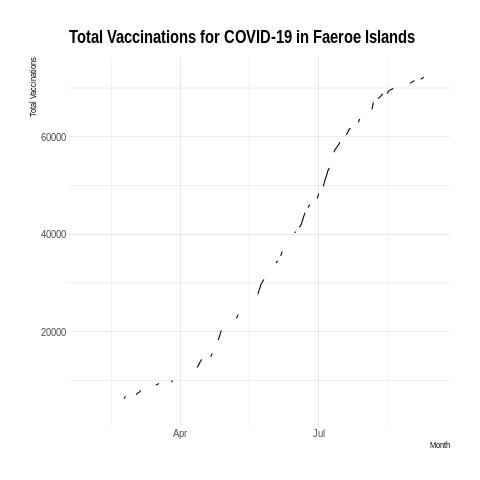 Total Vaccinations for COVID-19 in Faeroe Islands
Total Vaccinations
60000
40000
20000
Apr
Jul
Month